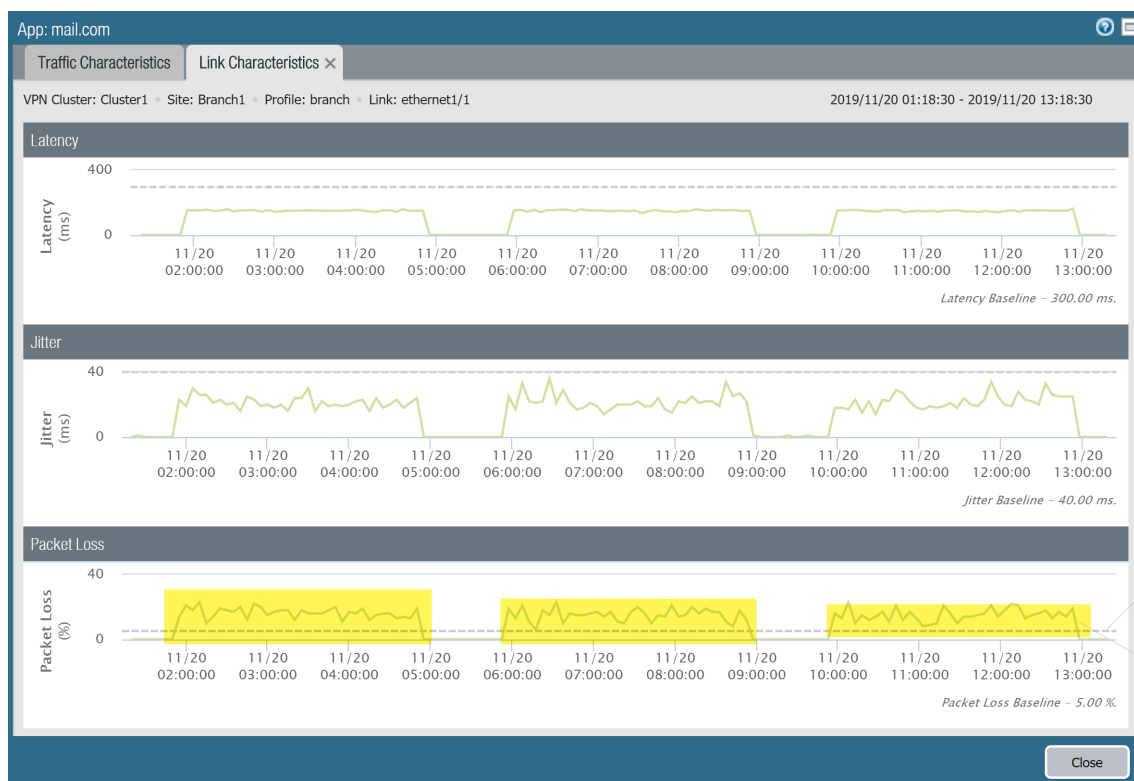 App: mail.com
Traffic Characteristics
Link Characteristics
VPN Cluster: Cluster1 Site: Branch1 Profile: branch Link: ethernet1/1
2019/11/20 01:18:30 - 2019/11/20 13:18:30
Latency
400
0
Latency
(ms)
11/20 11/20 11/20 11/20 11/20 11/20 11/20 11/20 11/20 11/20 11/20 11/20
02:00:00 03:00:00 04:00:00 05:00:00 06:00:00 07:00:00 08:00:00 09:00:00 10:00:00 11:00:00 12:00:00 13:00:00
Latency Baseline – 300.00 ms.
Jitter
40
0
Jitter
(ms)
11/20 11/20 11/20 11/20 11/20 11/20 11/20 11/20 11/20 11/20 11/20 11/20
02:00:00 03:00:00 04:00:00 05:00:00 06:00:00 07:00:00 08:00:00 09:00:00 10:00:00 11:00:00 12:00:00 13:00:00
Jitter Baseline – 40.00 ms.
Packet Loss
40
0
Packet Loss
(%)
11/20 11/20 11/20 11/20 11/20 11/20 11/20 11/20 11/20 11/20 11/20 11/20
02:00:00 03:00:00 04:00:00 05:00:00 06:00:00 07:00:00 08:00:00 09:00:00 10:00:00 11:00:00 12:00:00 13:00:00
Packet Loss Baseline – 5.00 %.
Close